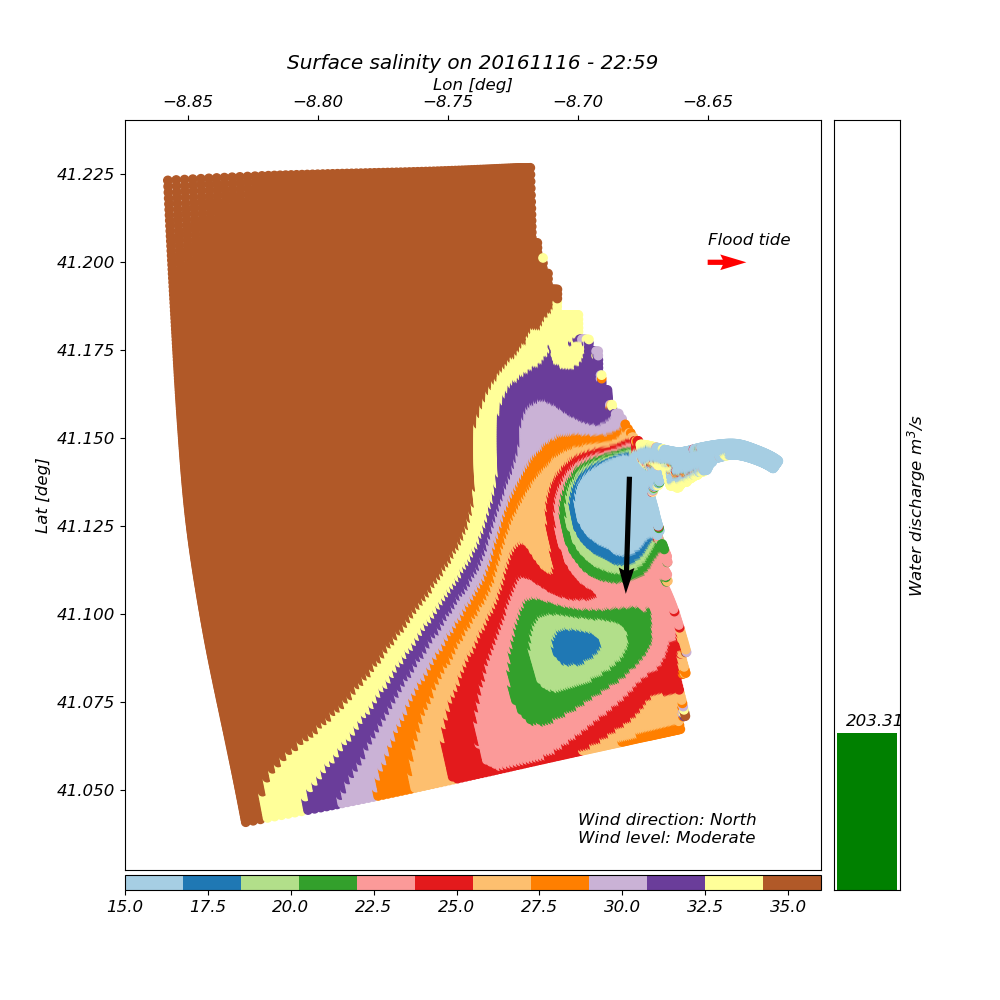 Surface salinity on 20161116 - 22:59
Lon [deg]
−8.85 −8.80 −8.75 −8.70 −8.65
41.225
41.200
41.175
41.150
41.125
41.100
41.075
41.050
Lat [deg]
Flood tide
Wind direction: North
Wind level: Moderate
15.0 17.5 20.0 22.5 25.0 27.5 30.0 32.5 35.0
203.31
Water discharge m³/s